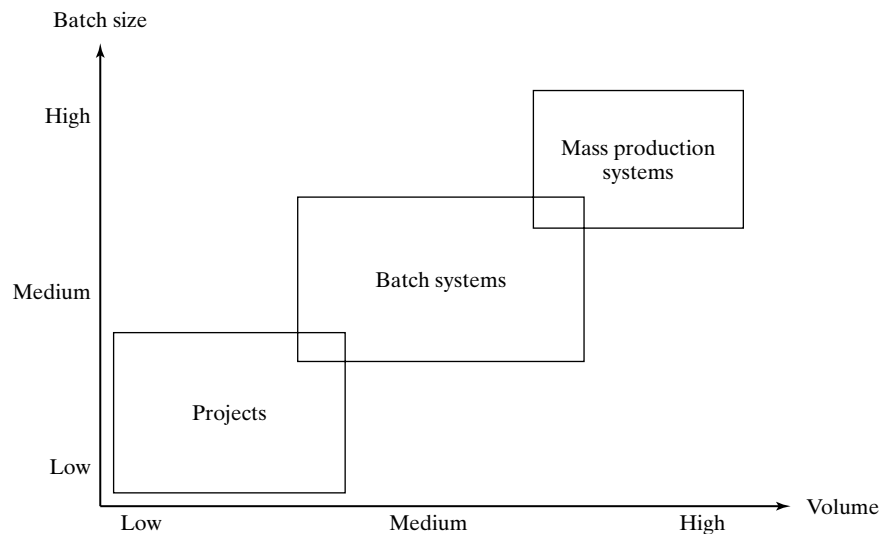 Batch size
High
Mass production
systems
Batch systems
Medium
Projects
Low
Volume
Low
Medium
High